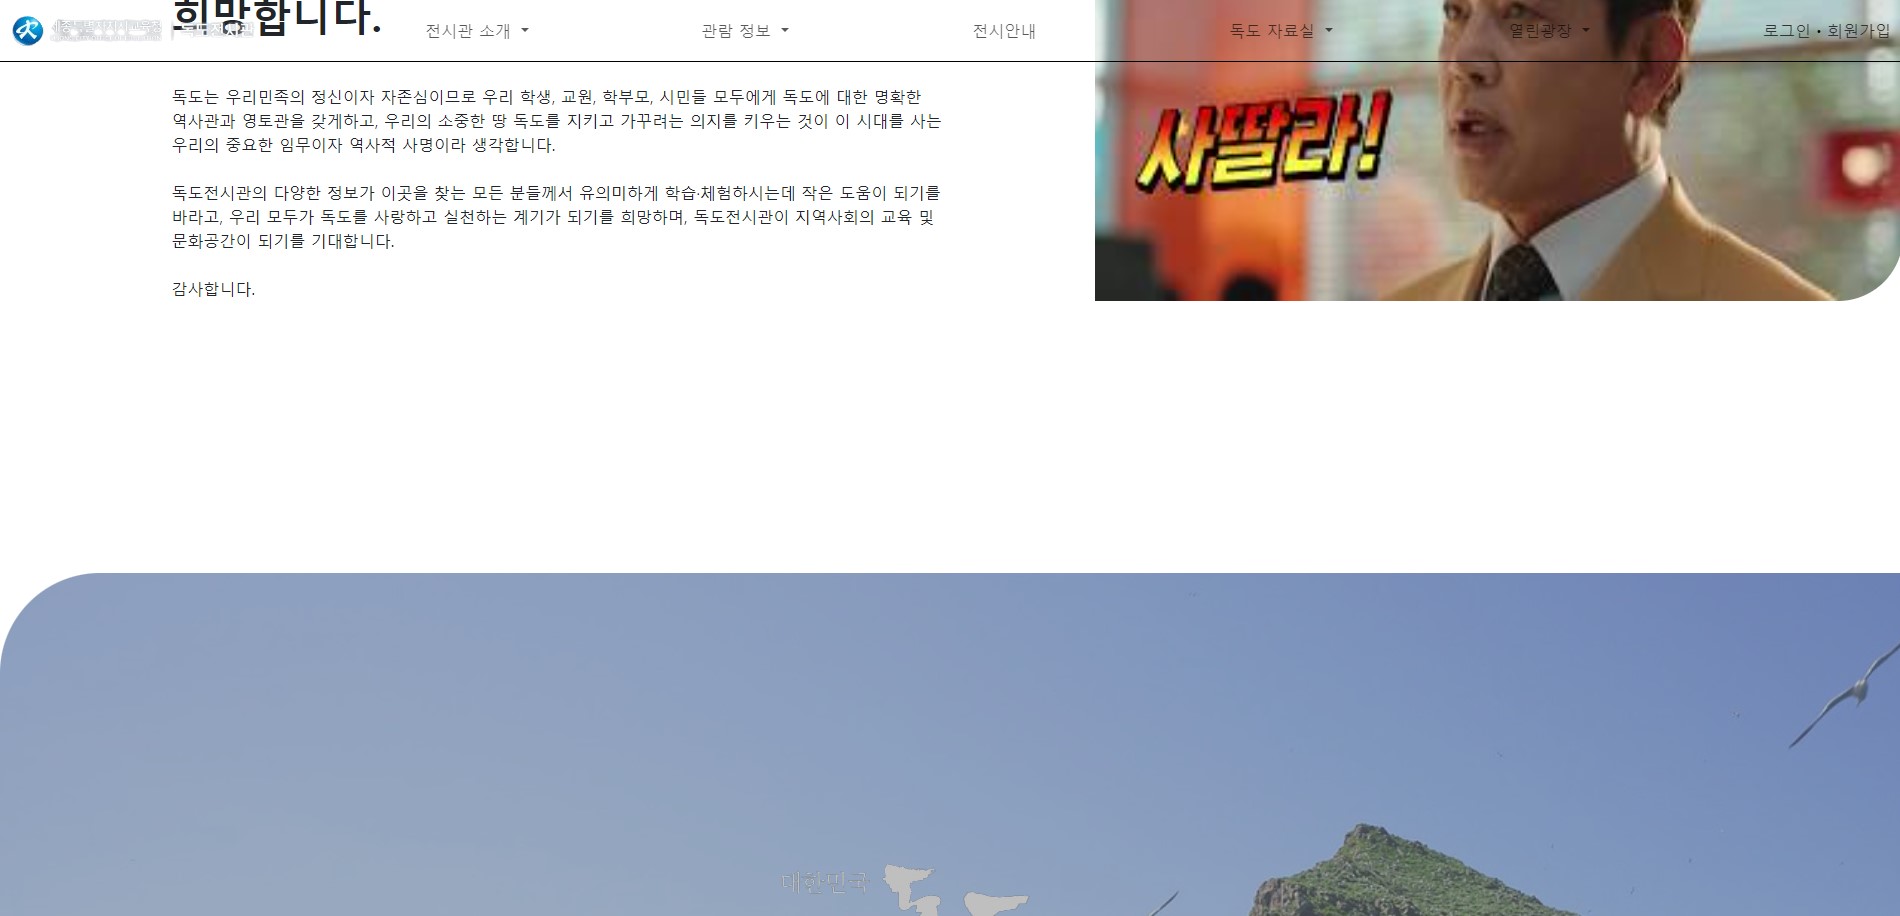 희망합니다.
독도전시관
전시관 소개
관람 정보
전시안내
독도 자료실
열린광장
로그인 • 회원가입
독도는 우리민족의 정신이자 자존심이므로 우리 학생, 교원, 학부모, 시민들 모두에게 독도에 대한 명확한
역사관과 영토관을 갖게하고, 우리의 소중한 땅 독도를 지키고 가꾸려는 의지를 키우는 것이 이 시대를 사는
우리의 중요한 임무이자 역사적 사명이라 생각합니다.
독도전시관의 다양한 정보가 이곳을 찾는 모든 분들께서 유의미하게 학습·체험하시는데 작은 도움이 되기를
바라고, 우리 모두가 독도를 사랑하고 실천하는 계기가 되기를 희망하며, 독도전시관이 지역사회의 교육 및
문화공간이 되기를 기대합니다.
감사합니다.
사딸라!
대한민국